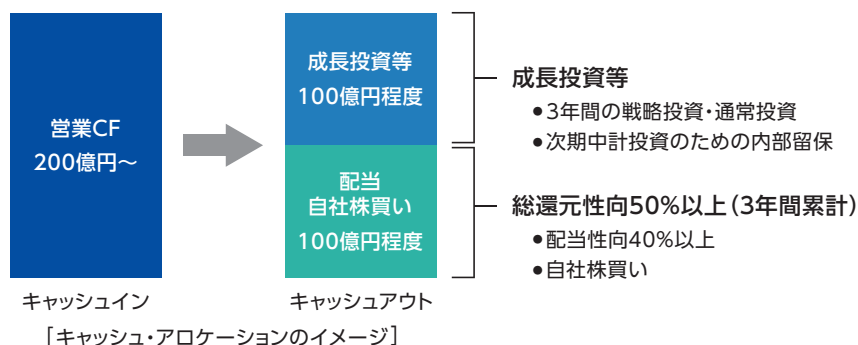 営業CF
200億円～
キャッシュイン
成長投資等
100億円程度
配当
自社株買い
100億円程度
キャッシュアウト
成長投資等
●3年間の戦略投資・通常投資
●次期中計投資のための内部留保
総還元性向50%以上（3年間累計）
●配当性向40%以上
●自社株買い
［キャッシュ・アロケーションのイメージ］